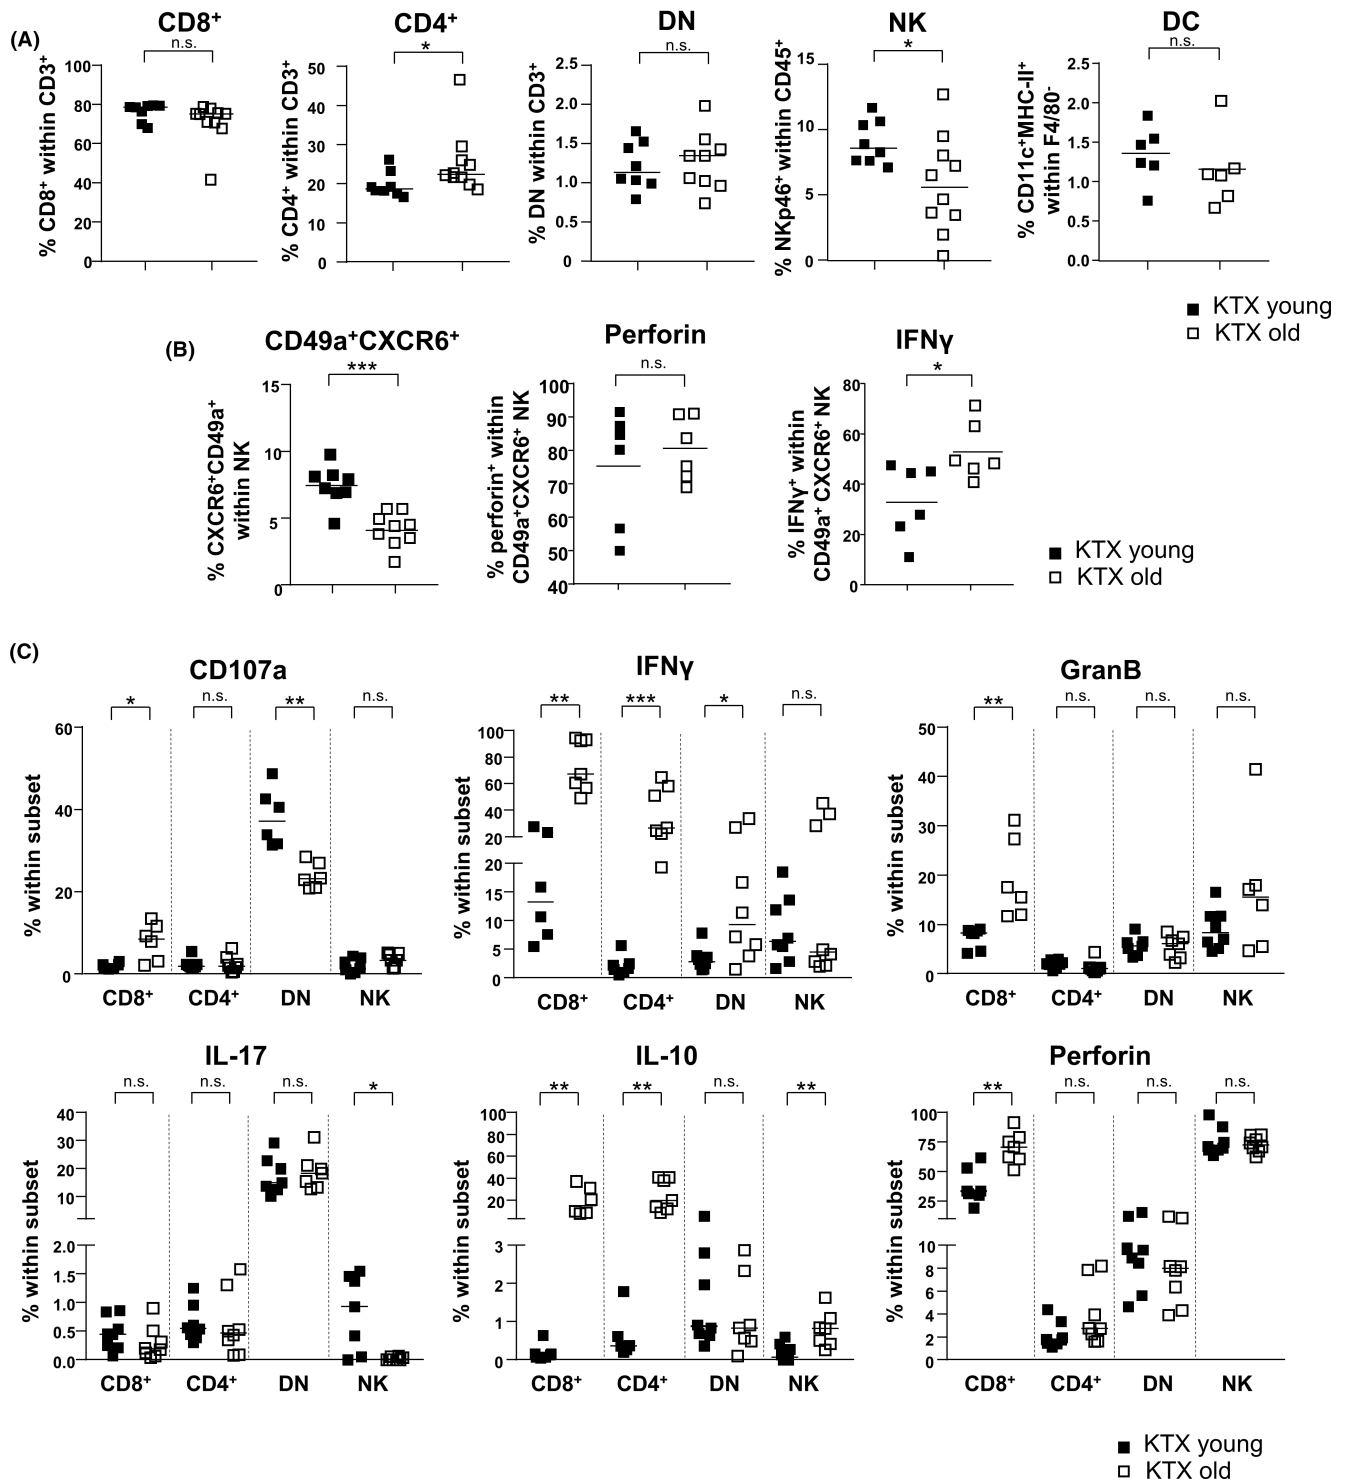 (A)
CD8⁺ CD4⁺ DN NK DC
n.s. * n.s. * n.s.
% CD8⁺ within CD3⁺
100
80
60
40
20
0
% CD4⁺ within CD3⁺
50
40
30
20
10
0
% DN within CD3⁺
2.5
2.0
1.5
1.0
0.5
0
% NKp46⁺ within CD45⁺
15
10
5
0
% CD11c⁺MHC-II⁺
within F4/80⁻
2.5
2.0
1.5
1.0
0.5
0.0
KTX young
KTX old
(B)
CD49a⁺CXCR6⁺ Perforin IFNγ
*** n.s. *
% CXCR6⁺CD49a⁺
within NK
15
10
5
0
% perforin⁺ within
CD49a⁺CXCR6⁺ NK
100
90
80
70
60
50
40
% IFNγ⁺ within
CD49a⁺ CXCR6⁺ NK
80
60
40
20
0
KTX young
KTX old
(C)
CD107a
* n.s. ** n.s.
% within subset
60
40
20
0
CD8⁺ CD4⁺ DN NK
IFNγ
** *** * n.s.
% within subset
100
80
60
40
20
20
15
10
5
0
CD8⁺ CD4⁺ DN NK
GranB
** n.s. n.s. n.s.
% within subset
50
40
30
20
10
0
CD8⁺ CD4⁺ DN NK
IL-17
n.s. n.s. n.s. *
% within subset
40
30
20
10
2.0
1.5
1.0
0.5
0.0
CD8⁺ CD4⁺ DN NK
IL-10
** ** n.s. **
% within subset
100
80
60
40
20
3
2
1
0
CD8⁺ CD4⁺ DN NK
Perforin
** n.s. n.s. n.s.
% within subset
100
75
50
25
10
8
6
4
2
0
CD8⁺ CD4⁺ DN NK
KTX young
KTX old